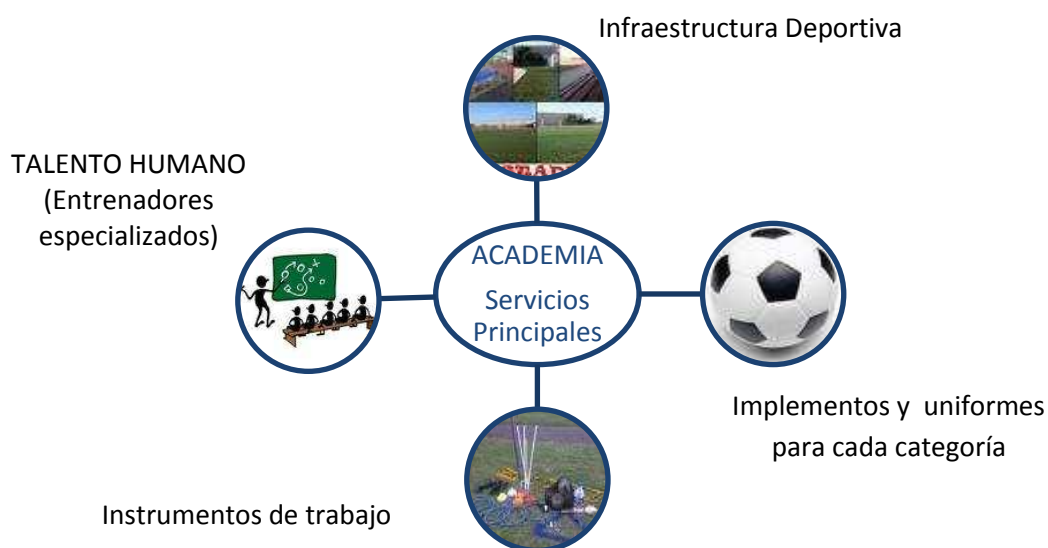 Infraestructura Deportiva
TALENTO HUMANO
(Entrenadores
especializados)
ACADEMIA
Servicios
Principales
Implementos y uniformes
para cada categoría
Instrumentos de trabajo